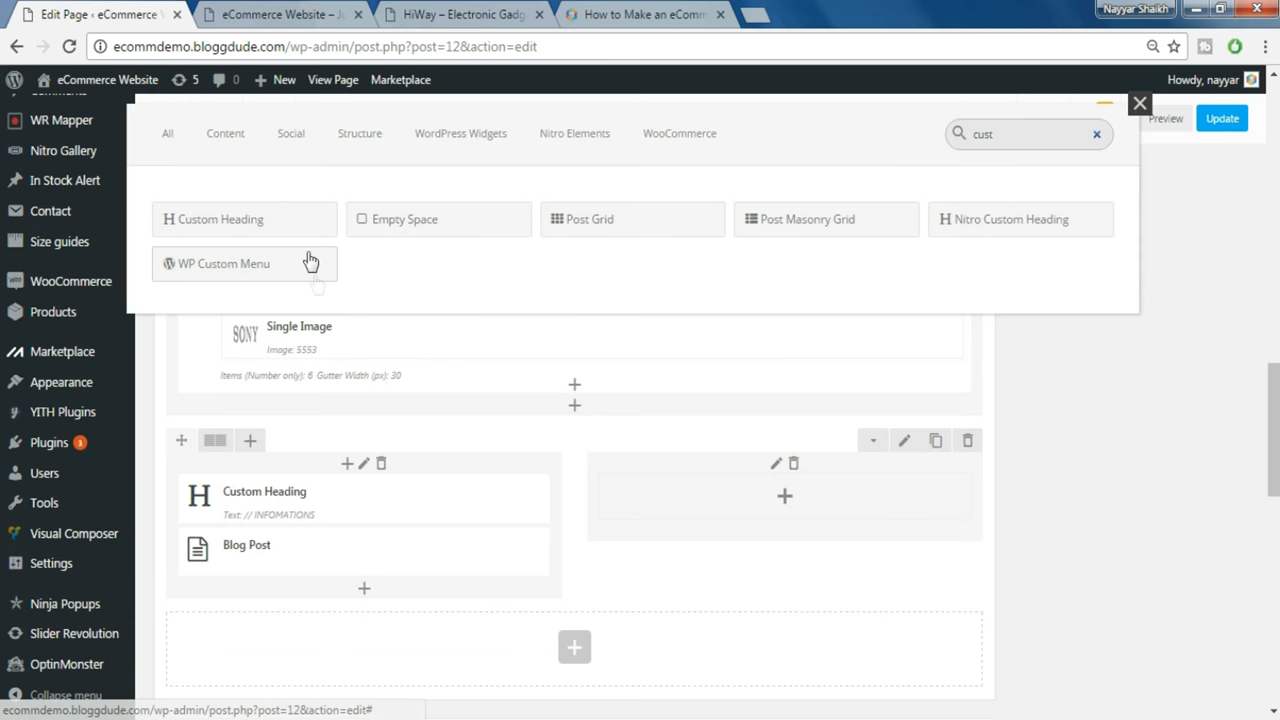 Nayyar Shaikh
Edit Page ‹ eCommerce W
eCommerce Website – Ju
HiWay – Electronic Gadg
How to Make an eComm
ecommdemo.bloggdude.com/wp-admin/post.php?post=12&action=edit
eCommerce Website
5
0
New
View Page
Marketplace
Howdy, nayyar
Comments
WR Mapper
Nitro Gallery
In Stock Alert
Contact
Size guides
WooCommerce
Products
Marketplace
Appearance
YITH Plugins
Plugins 3
Users
Tools
Visual Composer
Settings
Ninja Popups
Slider Revolution
OptinMonster
Collapse menu
All
Content
Social
Structure
WordPress Widgets
Nitro Elements
WooCommerce
cust
Preview
Update
Custom Heading
Empty Space
Post Grid
Post Masonry Grid
Nitro Custom Heading
WP Custom Menu
SONY
Single Image
Image: 5553
Items (Number only): 6 Gutter Width (px): 30
Custom Heading
Text: // INFOMATIONS
Blog Post
ecommdemo.bloggdude.com/wp-admin/post.php?post=12&action=edit#